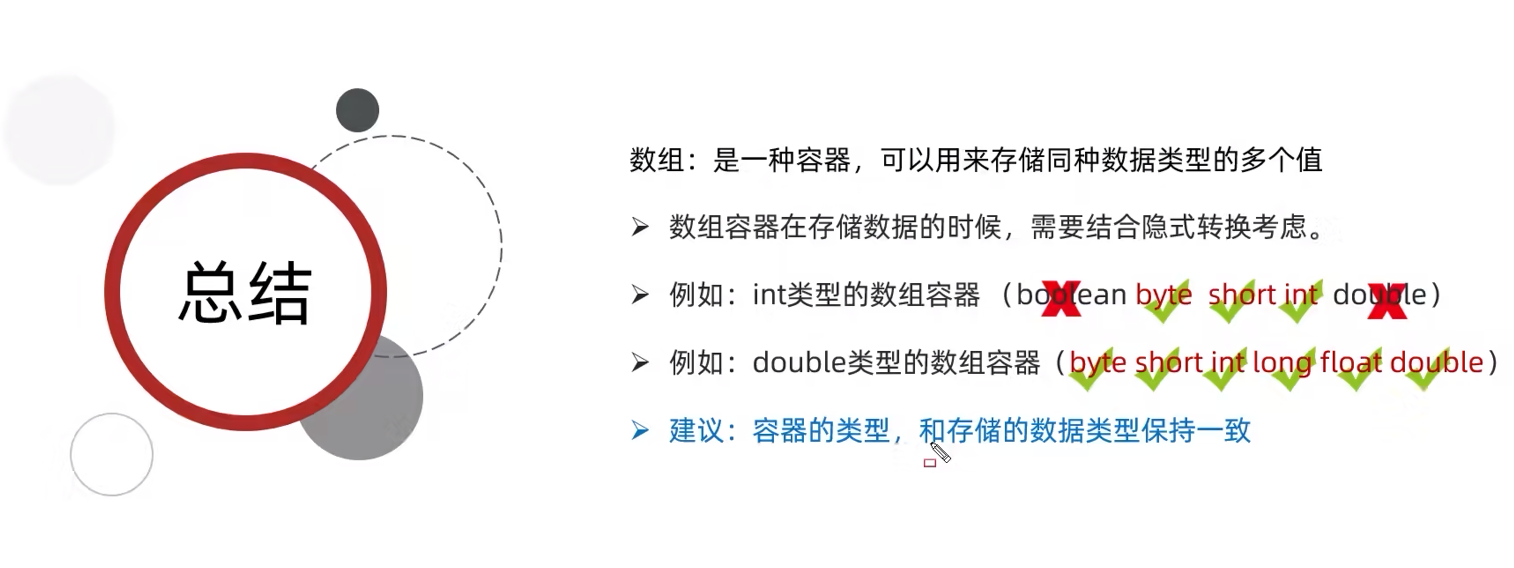 总结
数组：是一种容器，可以用来存储同种数据类型的多个值
➢ 数组容器在存储数据的时候，需要结合隐式转换考虑。
➢ 例如：int类型的数组容器 （boolean byte short int double）
➢ 例如：double类型的数组容器（byte short int long float double）
➢ 建议：容器的类型，和存储的数据类型保持一致